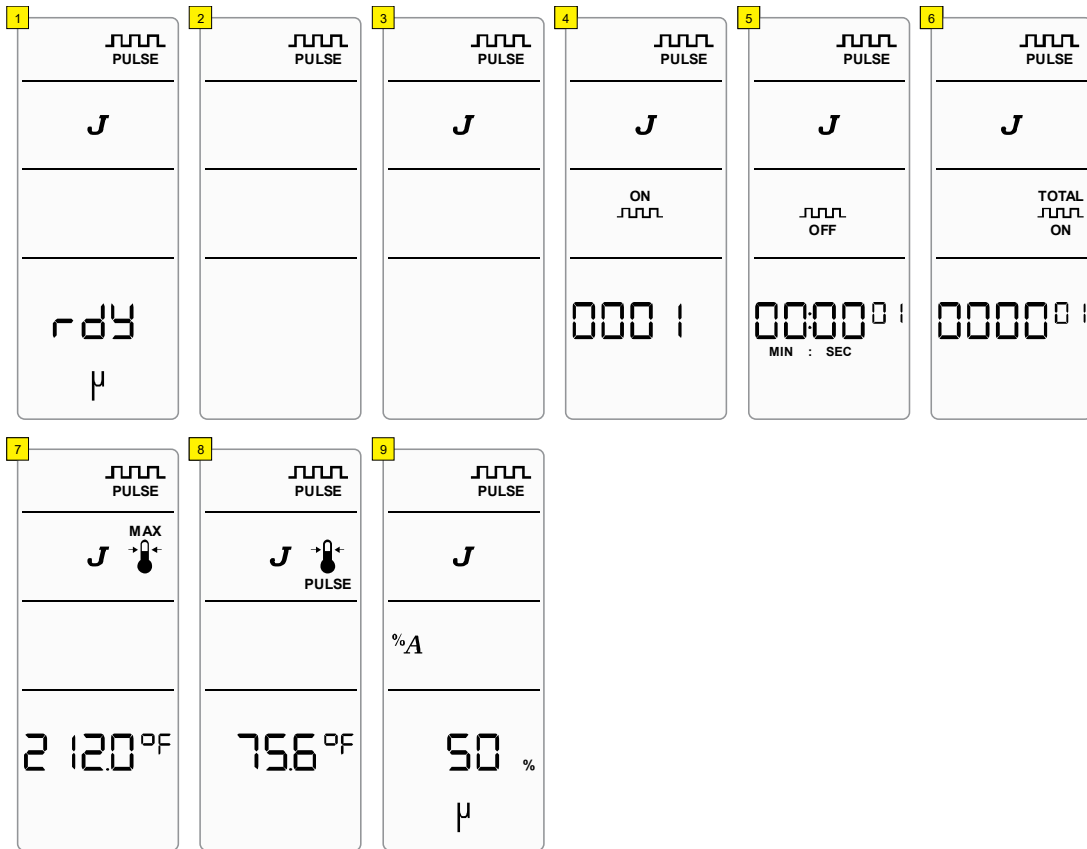 1
PULSE
J
rdy
µ
2
PULSE
3
PULSE
J
4
PULSE
J
ON
0001
5
PULSE
J
OFF
00:00 01
MIN : SEC
6
PULSE
J
TOTAL
ON
0000 01
7
PULSE
MAX
J
212.0 °F
8
PULSE
J
PULSE
75.6 °F
9
PULSE
J
%A
50 %
µ